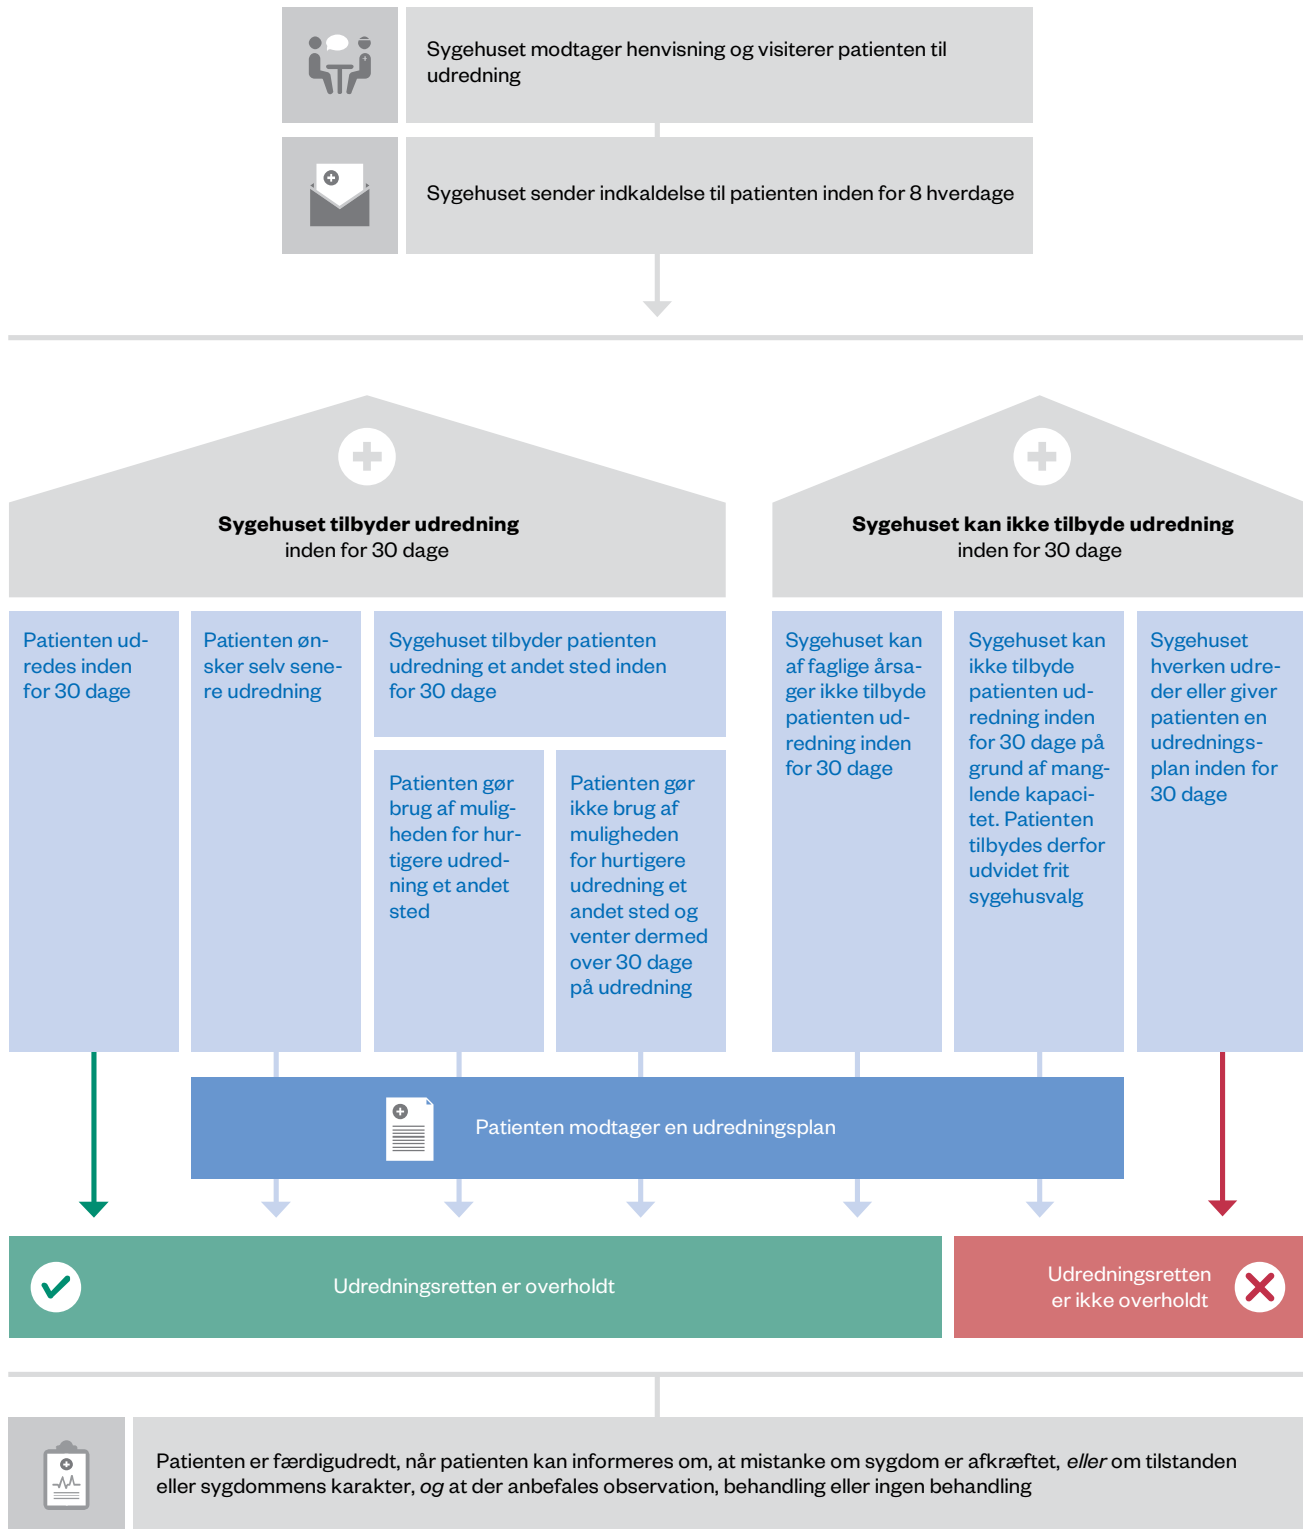 Sygehuset modtager henvisning og visiterer patienten til
udredning
Sygehuset sender indkaldelse til patienten inden for 8 hverdage
Sygehuset tilbyder udredning
inden for 30 dage
Sygehuset kan ikke tilbyde udredning
inden for 30 dage
Patienten ud-
redes inden
for 30 dage
Patienten øn-
sker selv sene-
re udredning
Sygehuset tilbyder patienten
udredning et andet sted inden
for 30 dage
Patienten gør
brug af mulig-
heden for hur-
tigere udred-
ning et andet
sted
Patienten gør
ikke brug af
muligheden
for hurtigere
udredning et
andet sted og
venter dermed
over 30 dage
på udredning
Sygehuset kan
af faglige årsa-
ger ikke tilbyde
patienten ud-
redning inden
for 30 dage
Sygehuset kan
ikke tilbyde
patienten ud-
redning inden
for 30 dage på
grund af mang-
lende kapaci-
tet. Patienten
tilbydes derfor
udvidet frit
sygehusvalg
Sygehuset
hverken udre-
der eller giver
patienten en
udrednings-
plan inden for
30 dage
Patienten modtager en udredningsplan
Udredningsretten er overholdt
Udredningsretten
er ikke overholdt
Patienten er færdigudredt, når patienten kan informeres om, at mistanke om sygdom er afkræftet, eller om tilstanden
eller sygdommens karakter, og at der anbefales observation, behandling eller ingen behandling